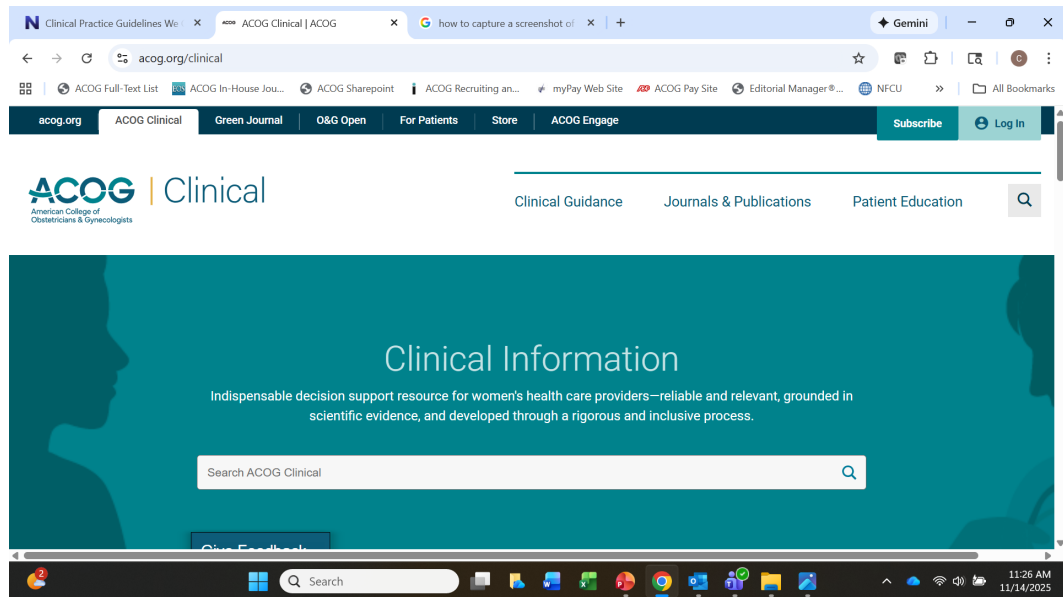 Clinical Practice Guidelines We
ACOG Clinical | ACOG
how to capture a screenshot of
Gemini
acog.org/clinical
C
ACOG Full-Text List
ACOG In-House Jou...
ACOG Sharepoint
ACOG Recruiting an...
myPay Web Site
ACOG Pay Site
Editorial Manager®...
NFCU
All Bookmarks
acog.org
ACOG Clinical
Green Journal
O&G Open
For Patients
Store
ACOG Engage
Subscribe
Log In
ACOG | Clinical
American College of
Obstetricians & Gynecologists
Clinical Guidance
Journals & Publications
Patient Education
Clinical Information
Indispensable decision support resource for women's health care providers—reliable and relevant, grounded in
scientific evidence, and developed through a rigorous and inclusive process.
Search ACOG Clinical
Give Feedback
2
Search
11:26 AM
11/14/2025